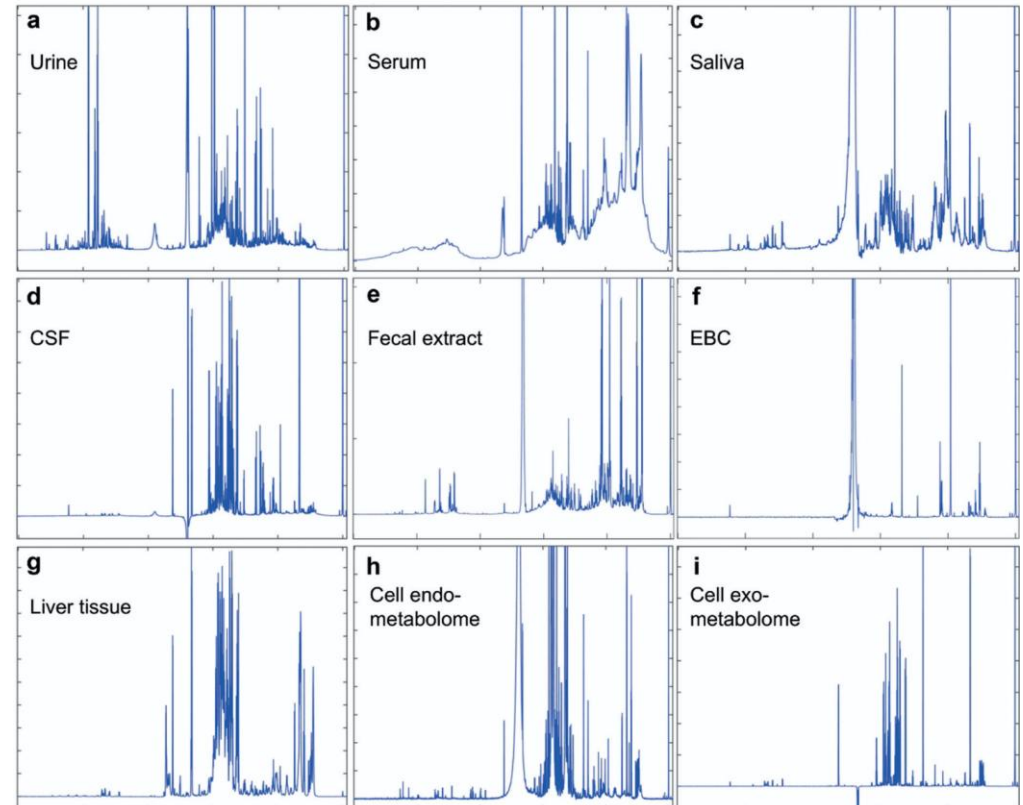 a
Urine
b
Serum
c
Saliva
d
CSF
e
Fecal extract
f
EBC
g
Liver tissue
h
Cell endo-
metabolome
i
Cell exo-
metabolome